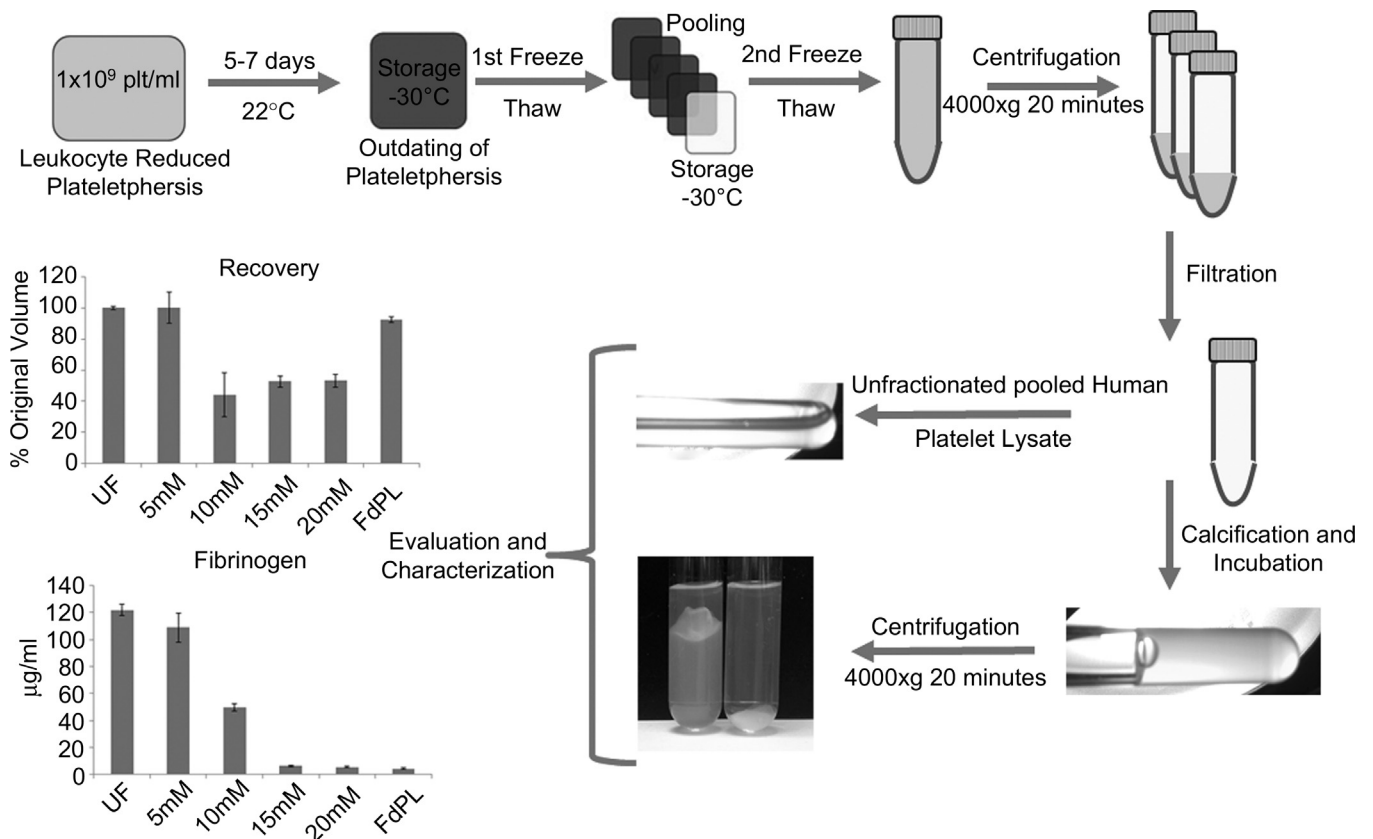 1x10⁹ plt/ml
Leukocyte Reduced
Plateletphersis
5-7 days
22°C
Storage
-30°C
Outdating of
Plateletphersis
1st Freeze
Thaw
Pooling
Storage
-30°C
2nd Freeze
Thaw
Centrifugation
4000xg 20 minutes
Filtration
Unfractionated pooled Human
Platelet Lysate
Calcification and
Incubation
Centrifugation
4000xg 20 minutes
Evaluation and
Characterization
Recovery
% Original Volume
120
100
80
60
40
20
0
UF
5mM
10mM
15mM
20mM
FdPL
Fibrinogen
µg/ml
140
120
100
80
60
40
20
0
UF
5mM
10mM
15mM
20mM
FdPL